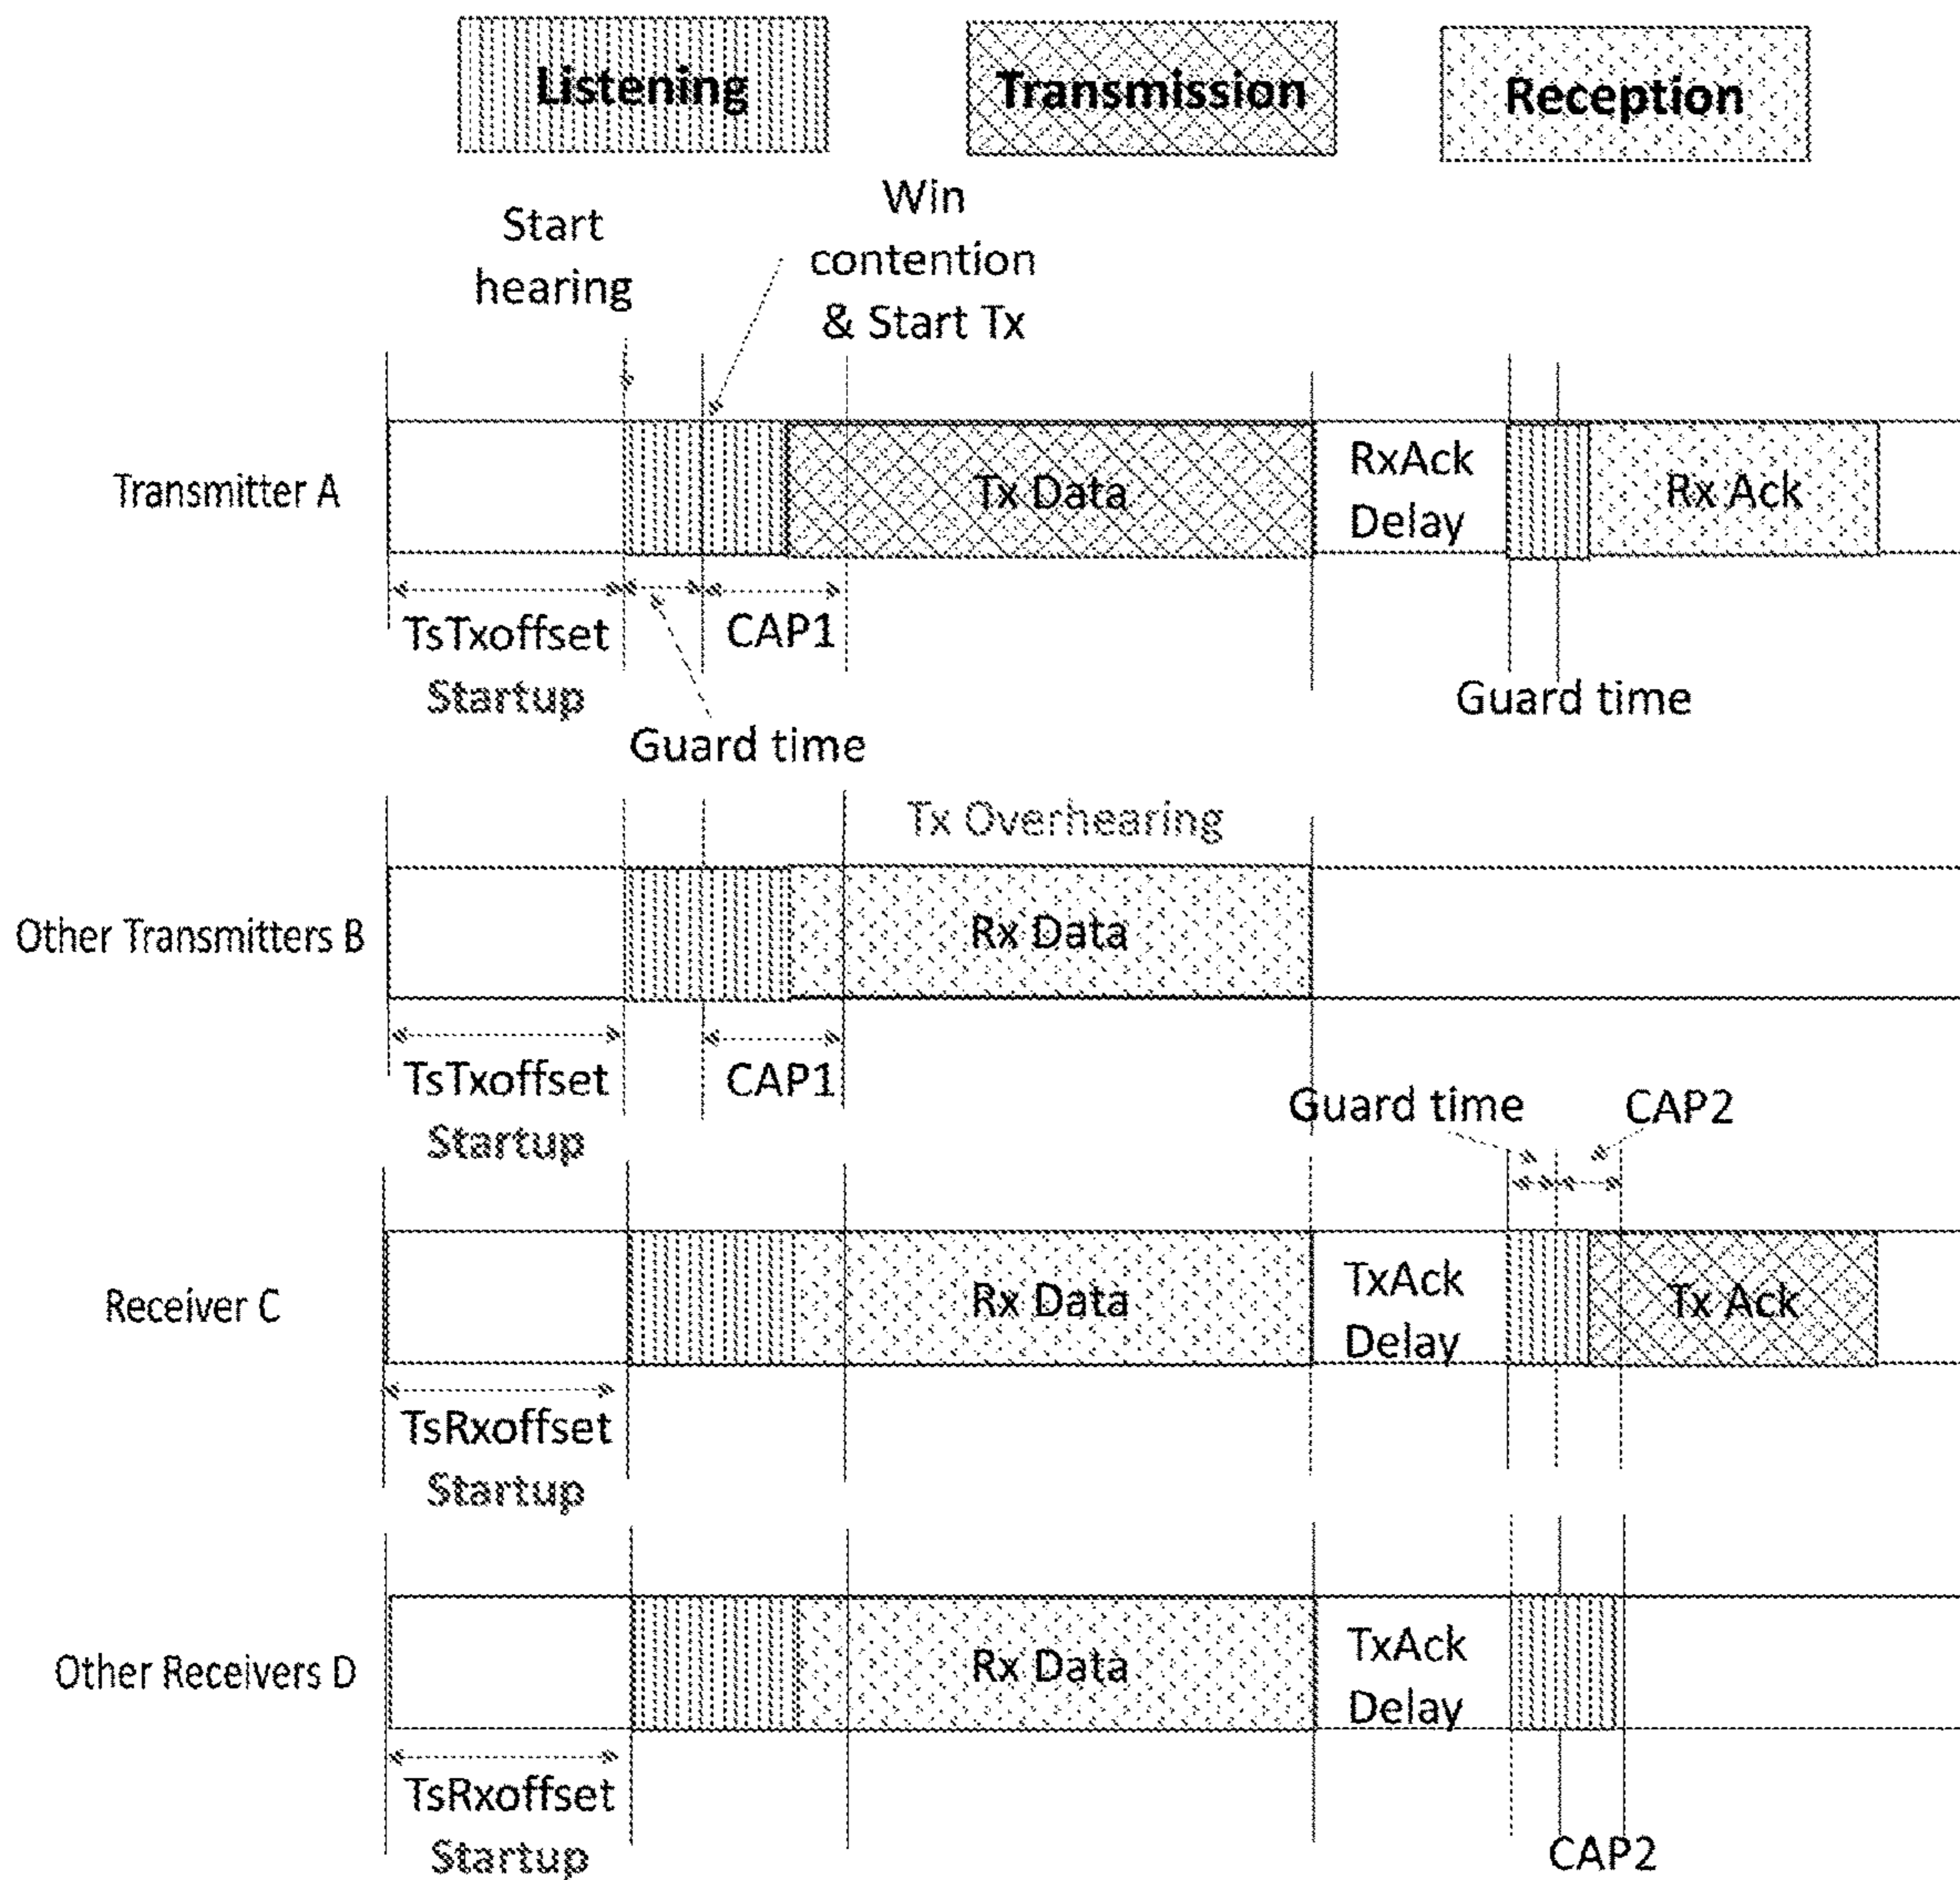 Listening
Transmission
Reception
Start
hearing
Win
contention
& Start Tx
Transmitter A
Tx Data
RxAck
Delay
Rx Ack
TsTxoffset
Startup
CAP1
Guard time
Guard time
Tx Overhearing
Other Transmitters B
Rx Data
TsTxoffset
Startup
CAP1
Guard time
CAP2
Receiver C
Rx Data
TxAck
Delay
Tx Ack
TsRxoffset
Startup
Other Receivers D
Rx Data
TxAck
Delay
TsRxoffset
Startup
CAP2